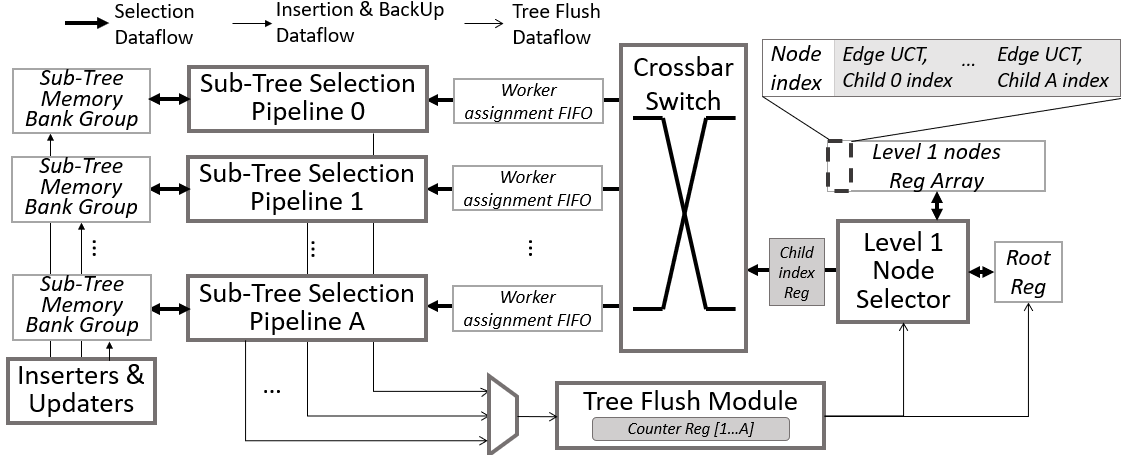 Selection
Dataflow
Insertion & BackUp
Dataflow
Tree Flush
Dataflow
Sub-Tree
Memory
Bank Group
Sub-Tree Selection
Pipeline 0
Worker
assignment FIFO
Crossbar
Switch
Node
index
Edge UCT,
Child 0 index
...
Edge UCT,
Child A index
Level 1 nodes
Reg Array
Sub-Tree
Memory
Bank Group
Sub-Tree Selection
Pipeline 1
Worker
assignment FIFO
⋮
⋮
⋮
Child
index
Reg
Level 1
Node
Selector
Root
Reg
Sub-Tree
Memory
Bank Group
Sub-Tree Selection
Pipeline A
Worker
assignment FIFO
Inserters &
Updaters
...
Tree Flush Module
Counter Reg [1...A]